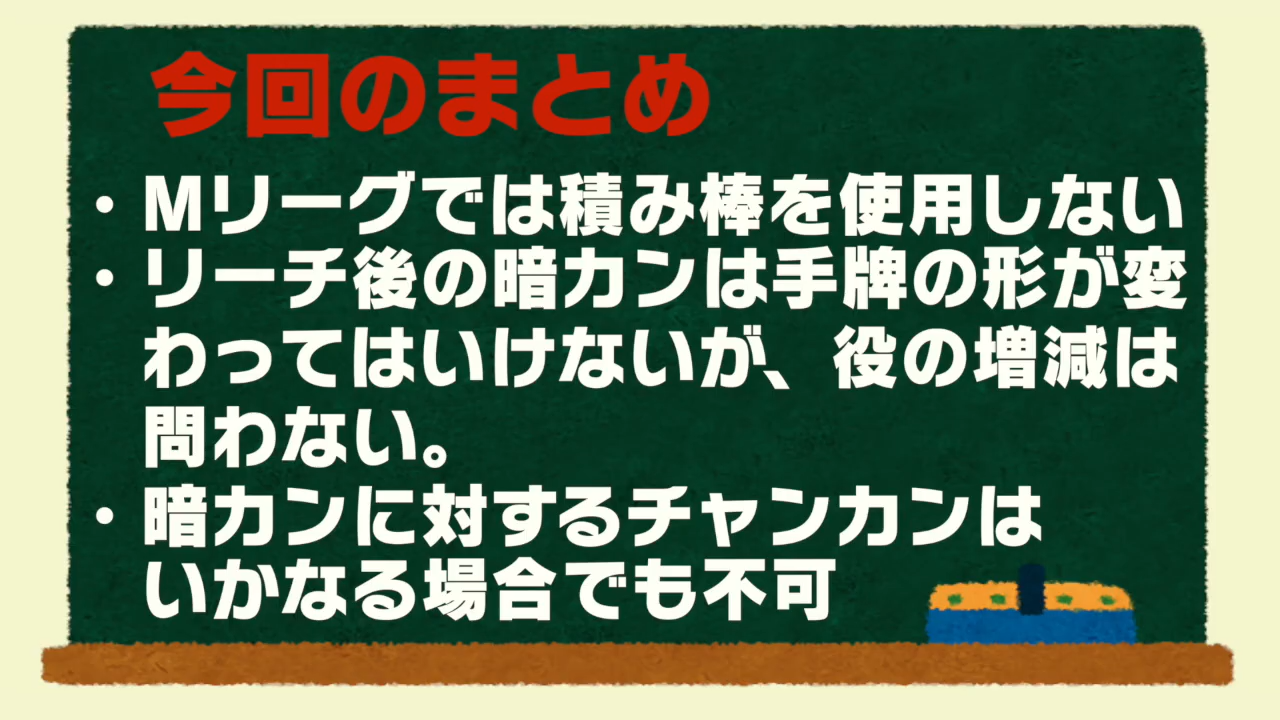 今回のまとめ
・Mリーグでは積み棒を使用しない
・リーチ後の暗カンは手牌の形が変
わってはいけないが、役の増減は
問わない。
・暗カンに対するチャンカンは
いかなる場合でも不可